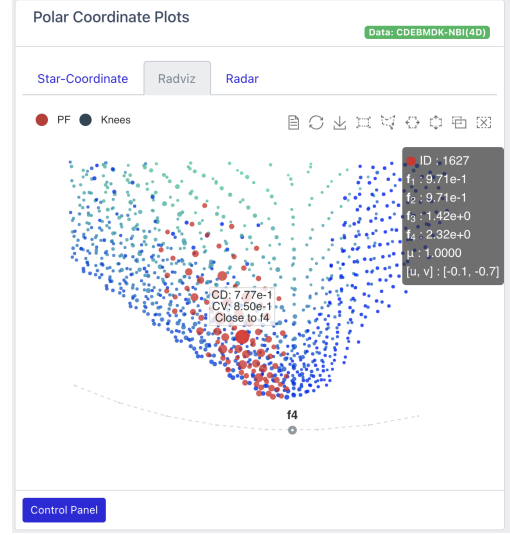 Polar Coordinate Plots
Data: CDEBMDK-NBI(4D)
Star-Coordinate
Radviz
Radar
PF
Knees
ID : 1627
f₁ : 9.71e-1
f₂ : 9.71e-1
f₃ : 1.42e+0
f₄ : 2.32e+0
μ : 1.0000
[u, v] : [-0.1, -0.7]
CD: 7.77e-1
CV: 8.50e-1
Close to f4
f4
Control Panel